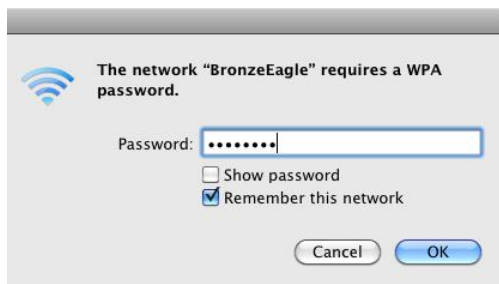 The network “BronzeEagle” requires a WPA
password.
Password: ••••••••
Show password
Remember this network
Cancel OK